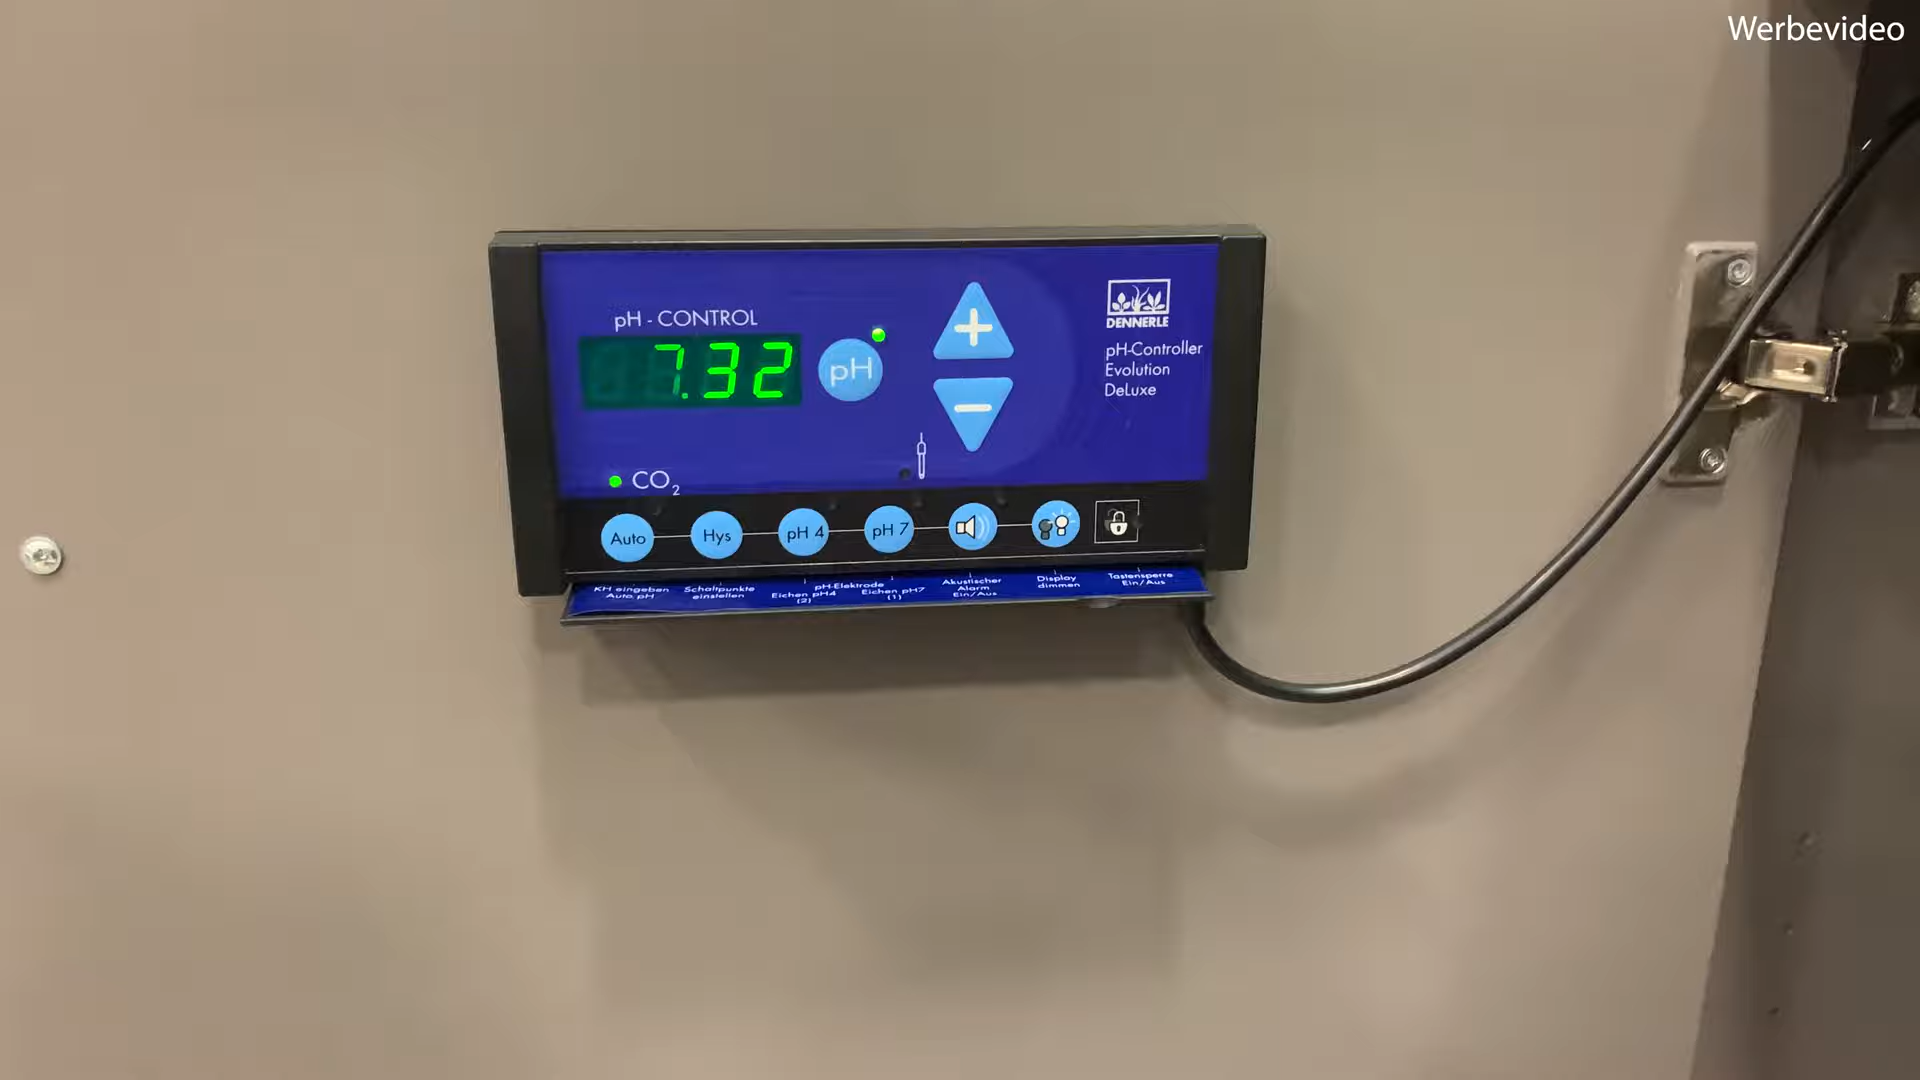 Werbevideo
pH - CONTROL
7.32
pH
+
−
DENNERLE
pH-Controller
Evolution
DeLuxe
CO₂
Auto
Hys
pH 4
pH 7
KH eingeben
Auto pH
Schaltpunkte
einstellen
pH-Elektrode
Eichen pH4
(2)
Eichen pH7
(1)
Akustischer
Alarm
Ein/Aus
Display
dimmen
Tastensperre
Ein/Aus